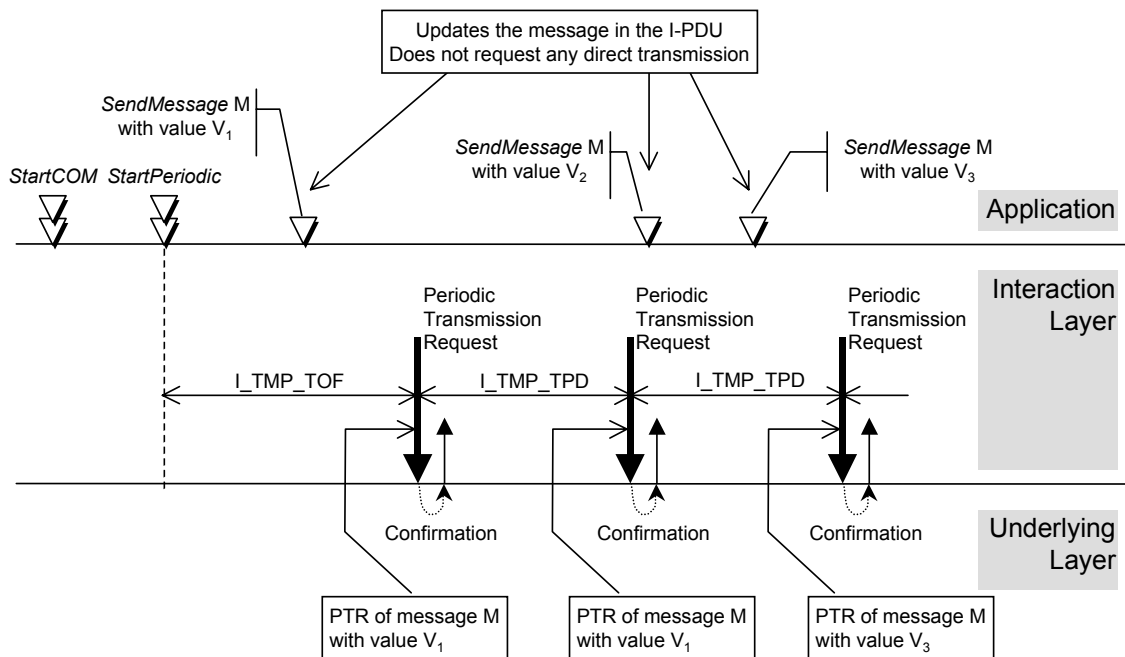 Updates the message in the I-PDU
Does not request any direct transmission
SendMessage M
with value V1
SendMessage M
with value V2
SendMessage M
with value V3
StartCOM
StartPeriodic
Application
Interaction
Layer
Periodic
Transmission
Request
Periodic
Transmission
Request
Periodic
Transmission
Request
I_TMP_TOF
I_TMP_TPD
I_TMP_TPD
Confirmation
Confirmation
Confirmation
Underlying
Layer
PTR of message M
with value V1
PTR of message M
with value V1
PTR of message M
with value V3